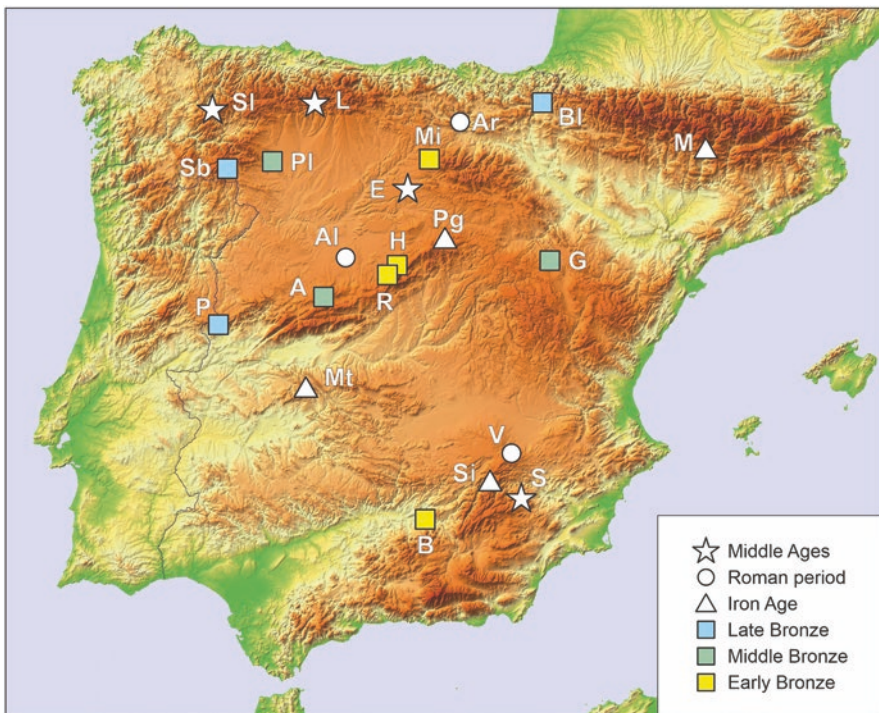 Sl
L
Ar
Bl
Mi
M
Sb
Pl
E
Pg
Al
H
G
A
R
P
Mt
V
Si
S
B
Middle Ages
Roman period
Iron Age
Late Bronze
Middle Bronze
Early Bronze